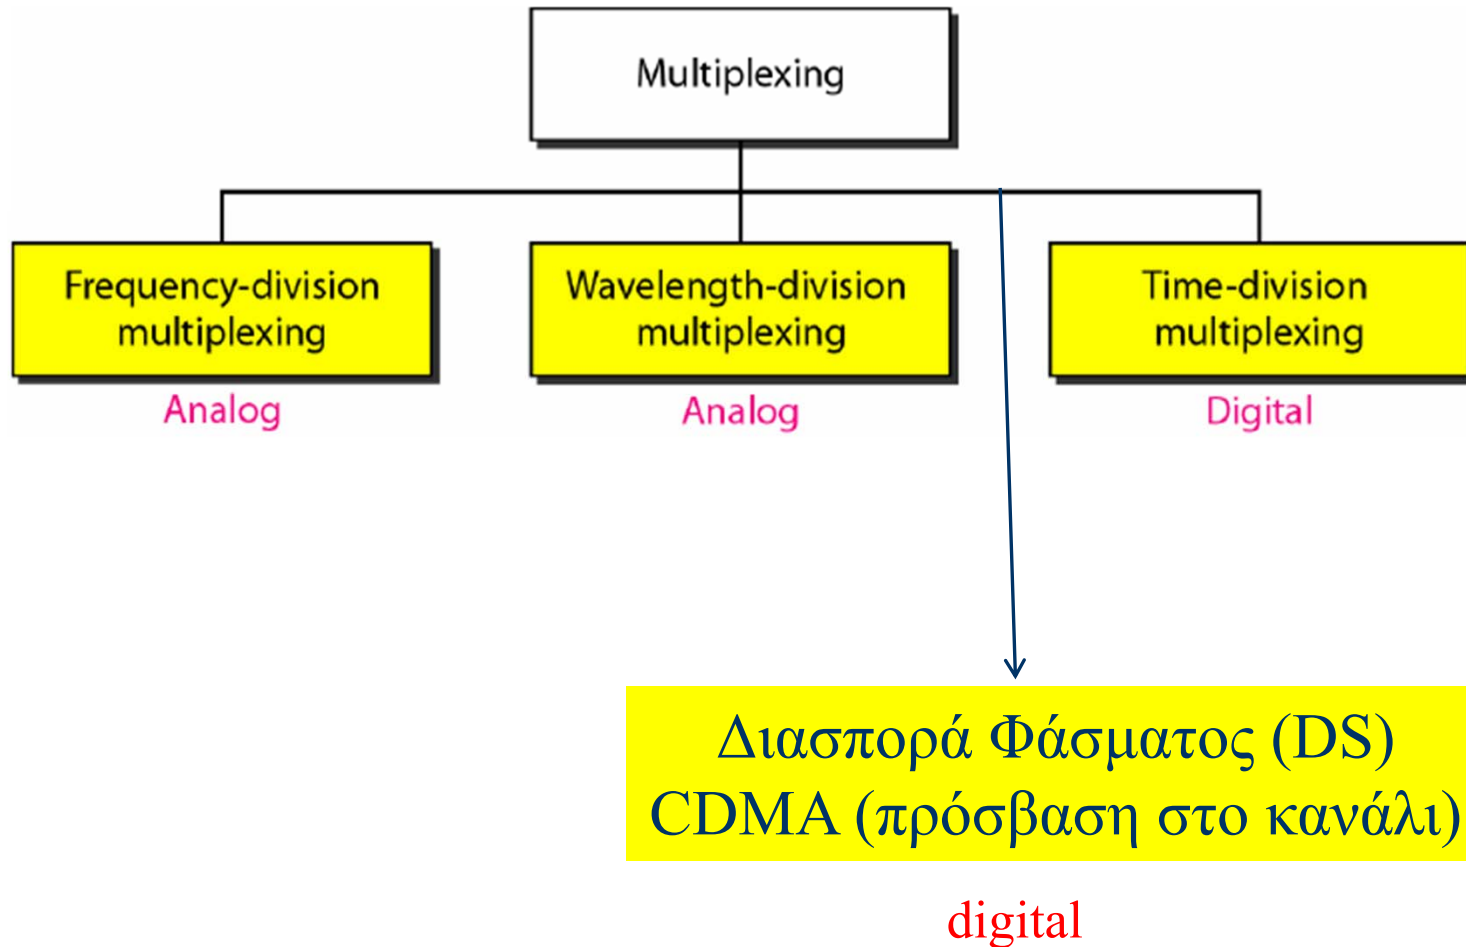 Multiplexing
Frequency-division
multiplexing
Analog
Wavelength-division
multiplexing
Analog
Time-division
multiplexing
Digital
Διασπορά Φάσματος (DS)
CDMA (πρόσβαση στο κανάλι)
digital